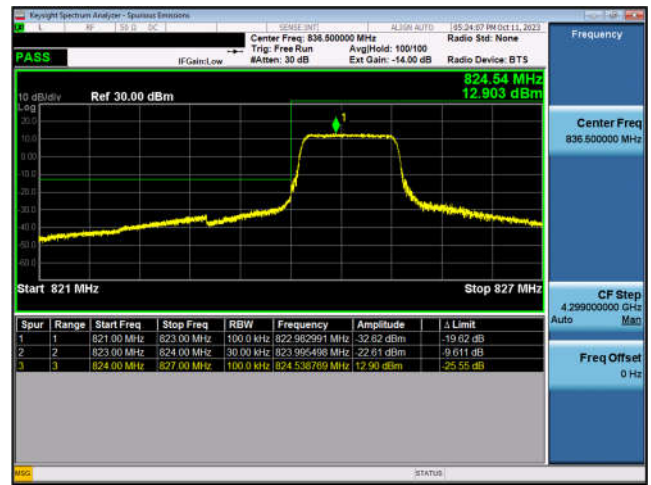 Keysight Spectrum Analyzer - Spurious Emissions
L RF 50 Ω DC SENSE:INT ALIGN AUTO 05:24:07 PM Oct 11, 2023
Center Freq: 836.500000 MHz Radio Std: None
Trig: Free Run Avg|Hold: 100/100
PASS IFGain:Low #Atten: 30 dB Ext Gain: -14.00 dB Radio Device: BTS
824.54 MHz
10 dB/div Ref 30.00 dBm 12.903 dBm
Log
20.0
10.0
0.00
-10.0
-20.0
-30.0
-40.0
-50.0
-60.0
1
Start 821 MHz Stop 827 MHz
Spur Range Start Freq Stop Freq RBW Frequency Amplitude Δ Limit
1 1 821.00 MHz 823.00 MHz 100.0 kHz 822.982991 MHz -32.62 dBm -19.62 dB
2 2 823.00 MHz 824.00 MHz 30.00 kHz 823.995498 MHz -22.61 dBm -9.611 dB
3 3 824.00 MHz 827.00 MHz 100.0 kHz 824.538769 MHz 12.90 dBm -25.55 dB
MSG STATUS
Frequency
Center Freq
836.500000 MHz
CF Step
4.299000000 GHz
Auto Man
Freq Offset
0 Hz